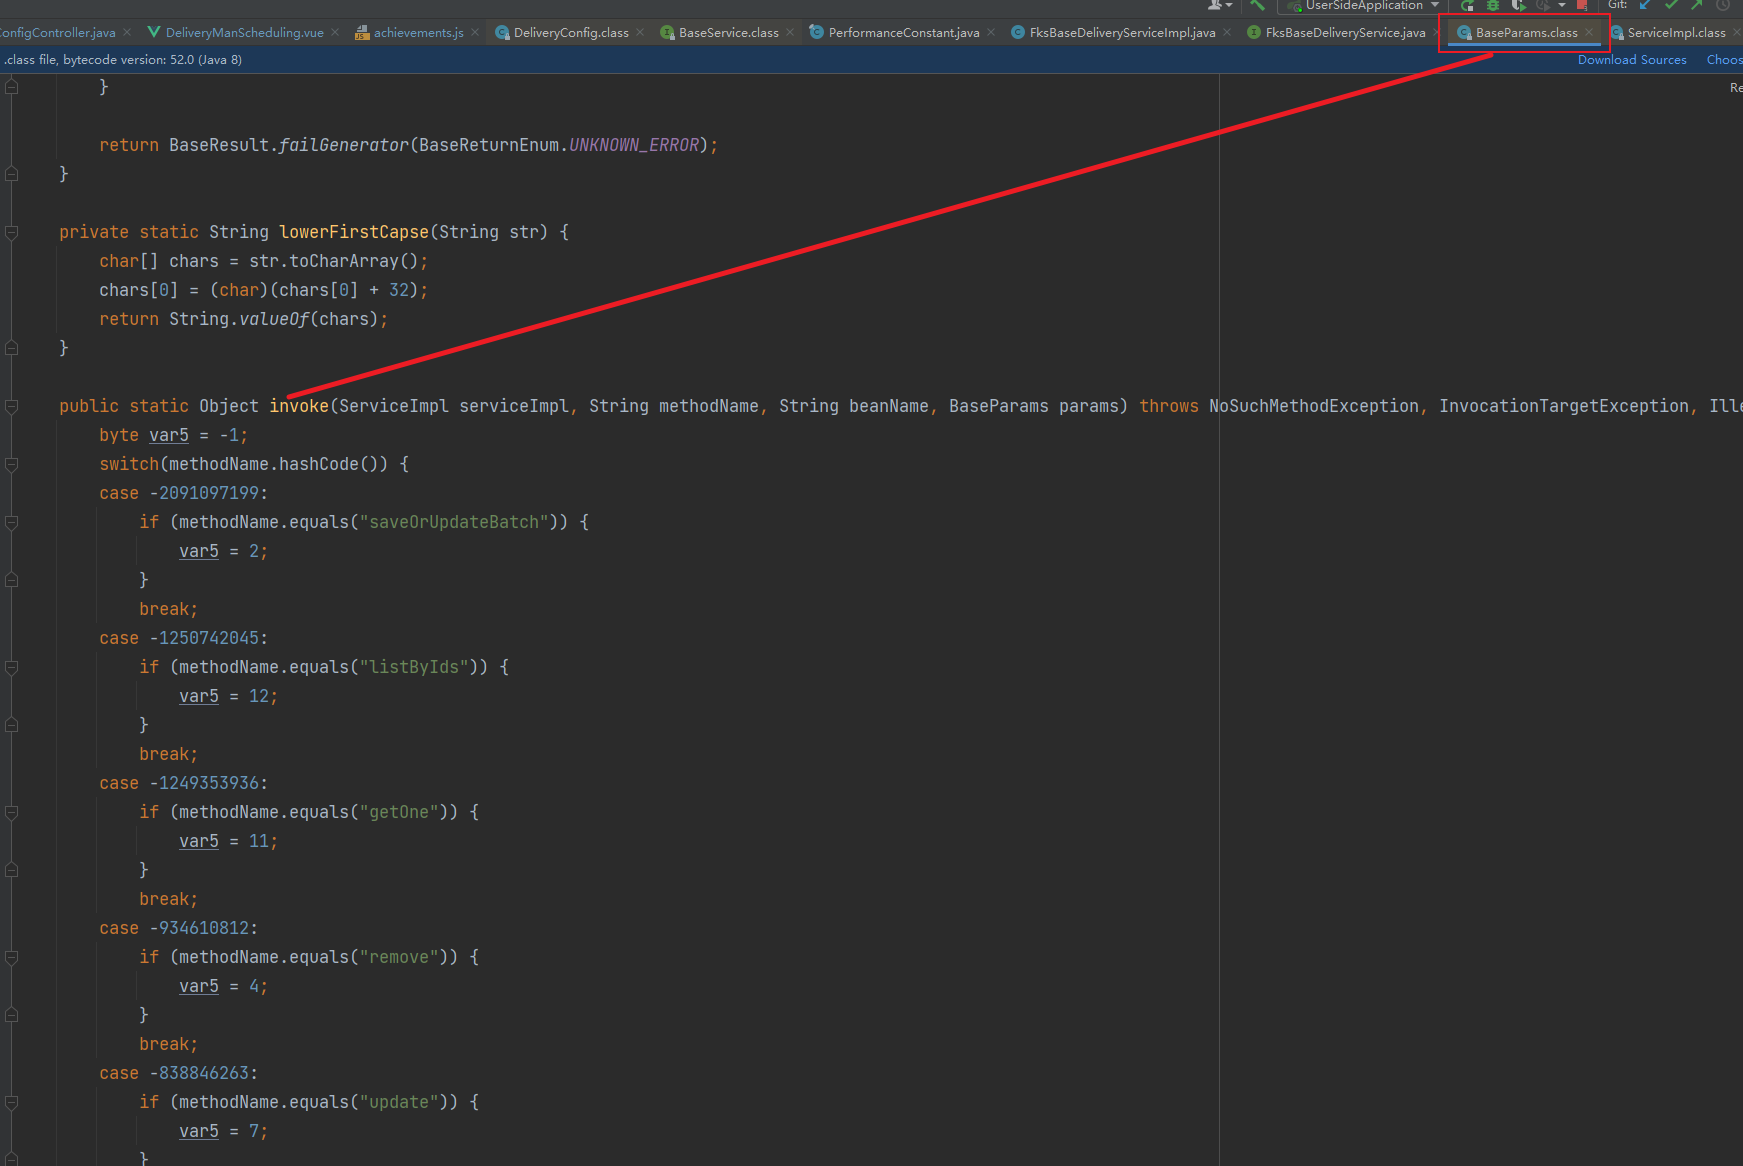 UserSideApplication Git:
onfigController.java DeliveryManScheduling.vue achievements.js DeliveryConfig.class BaseService.class PerformanceConstant.java FksBaseDeliveryServiceImpl.java FksBaseDeliveryService.java BaseParams.class ServiceImpl.class
.class file, bytecode version: 52.0 (Java 8) Download Sources Choos
} Re
return BaseResult.failGenerator(BaseReturnEnum.UNKNOWN_ERROR);
}
private static String lowerFirstCapse(String str) {
char[] chars = str.toCharArray();
chars[0] = (char)(chars[0] + 32);
return String.valueOf(chars);
}
public static Object invoke(ServiceImpl serviceImpl, String methodName, String beanName, BaseParams params) throws NoSuchMethodException, InvocationTargetException, Ille
byte var5 = -1;
switch(methodName.hashCode()) {
case -2091097199:
if (methodName.equals("saveOrUpdateBatch")) {
var5 = 2;
}
break;
case -1250742045:
if (methodName.equals("listByIds")) {
var5 = 12;
}
break;
case -1249353936:
if (methodName.equals("getOne")) {
var5 = 11;
}
break;
case -934610812:
if (methodName.equals("remove")) {
var5 = 4;
}
break;
case -838846263:
if (methodName.equals("update")) {
var5 = 7;
}